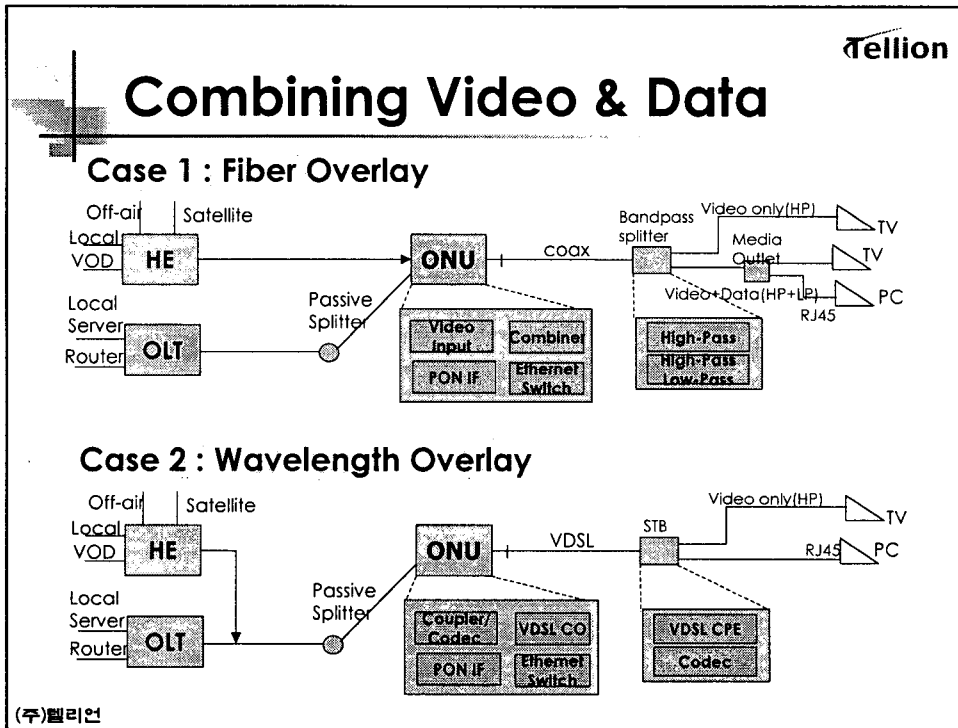 Tellion
Combining Video & Data
Case 1 : Fiber Overlay
Off-air
Satellite
Local
VOD
HE
ONU
coax
Bandpass
splitter
Video only(HP)
TV
Media
Outlet
TV
Video+Data(HP+LP)
RJ45
PC
Local
Server
Router
OLT
Passive
Splitter
Video
Input
Combiner
PON IF
Ethernet
Switch
High-Pass
High-Pass
Low-Pass
Case 2 : Wavelength Overlay
Off-air
Satellite
Local
VOD
HE
ONU
VDSL
STB
Video only(HP)
TV
RJ45
PC
Local
Server
Router
OLT
Passive
Splitter
Coupler/
Codec
VDSL CO
PON IF
Ethernet
Switch
VDSL CPE
Codec
(주)텔리언